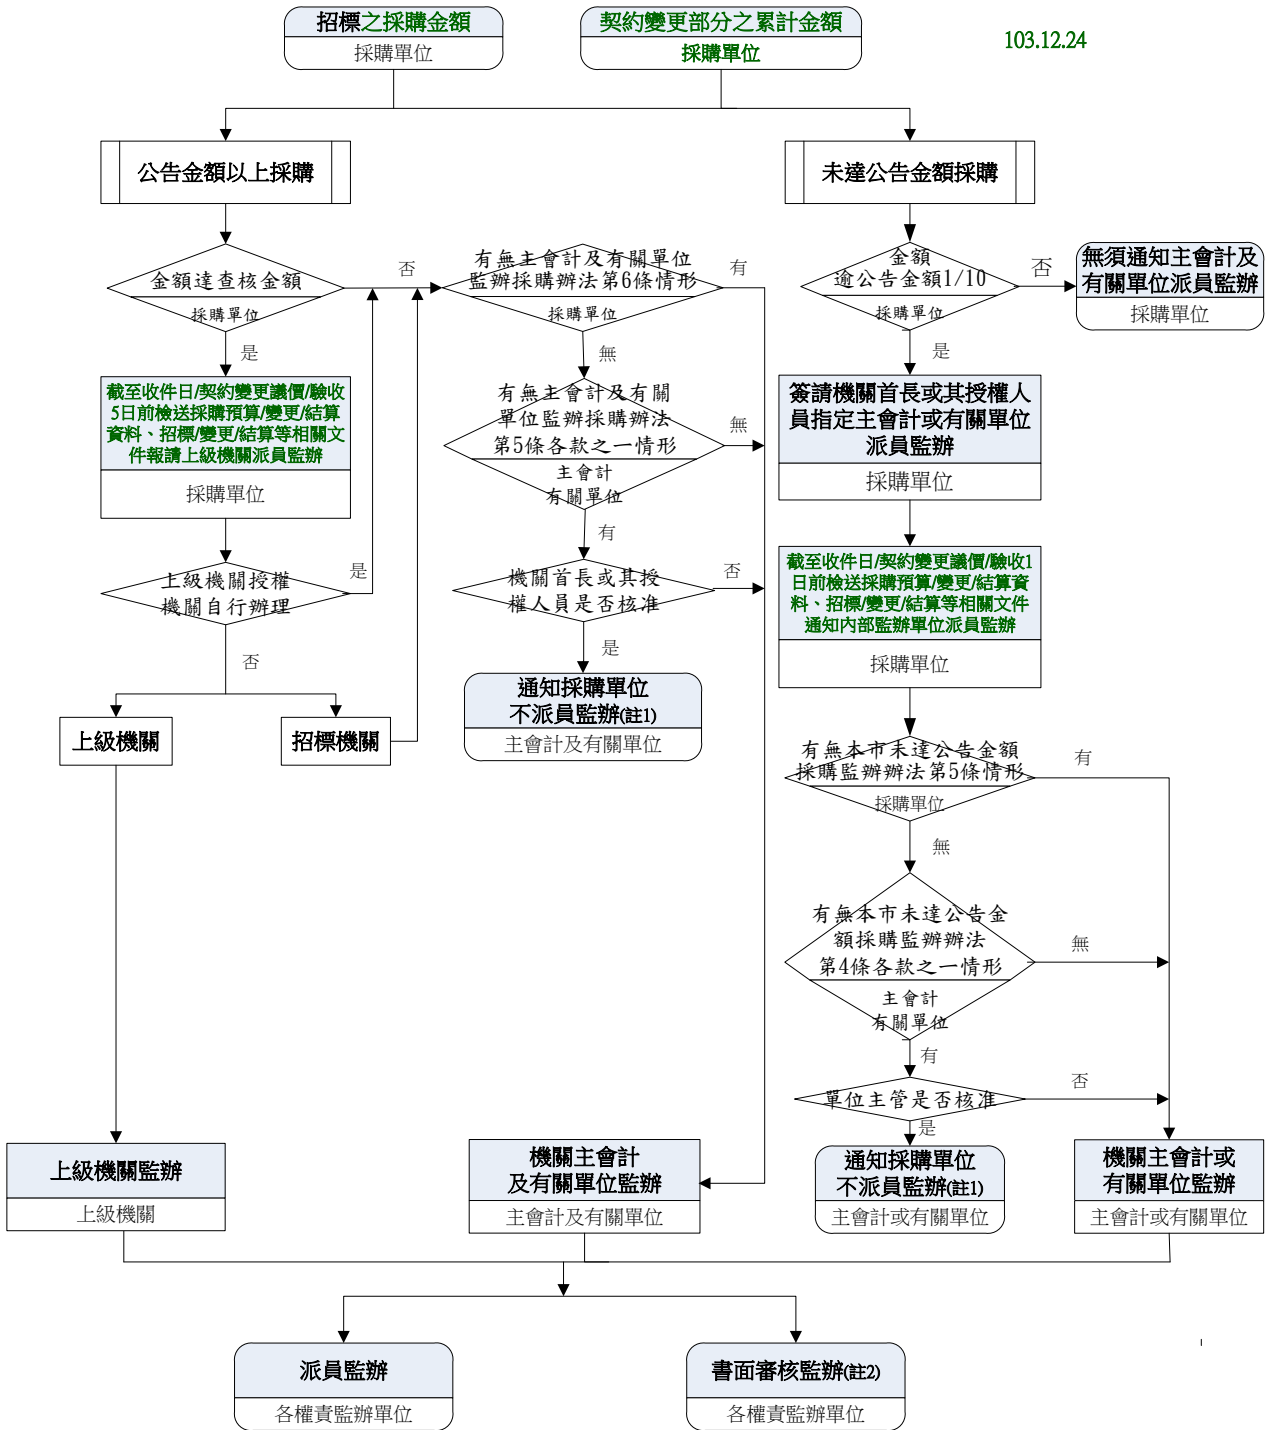 招標之採購金額
採購單位
契約變更部分之累計金額
採購單位
103.12.24
公告金額以上採購
未達公告金額採購
金額達查核金額
採購單位
否
是
有無主會計及有關單位
監辦採購辦法第6條情形
採購單位
有
無
金額
逾公告金額1/10
採購單位
否
是
無須通知主會計及
有關單位派員監辦
採購單位
截至收件日/契約變更議價/驗收
5日前檢送採購預算/變更/結算
資料、招標/變更/結算等相關文
件報請上級機關派員監辦
採購單位
有無主會計及有關
單位監辦採購辦法
第5條各款之一情形
主會計
有關單位
無
有
簽請機關首長或其授權人
員指定主會計或有關單位
派員監辦
採購單位
上級機關授權
機關自行辦理
是
否
機關首長或其授
權人員是否核准
否
是
截至收件日/契約變更議價/驗收1
日前檢送採購預算/變更/結算資
料、招標/變更/結算等相關文件
通知內部監辦單位派員監辦
採購單位
上級機關
招標機關
通知採購單位
不派員監辦(註1)
主會計及有關單位
有無本市未達公告金額
採購監辦辦法第5條情形
採購單位
有
無
有無本市未達公告金
額採購監辦辦法
第4條各款之一情形
主會計
有關單位
無
有
單位主管是否核准
否
是
上級機關監辦
上級機關
機關主會計
及有關單位監辦
主會計及有關單位
通知採購單位
不派員監辦(註1)
主會計或有關單位
機關主會計或
有關單位監辦
主會計或有關單位
派員監辦
各權責監辦單位
書面審核監辦(註2)
各權責監辦單位